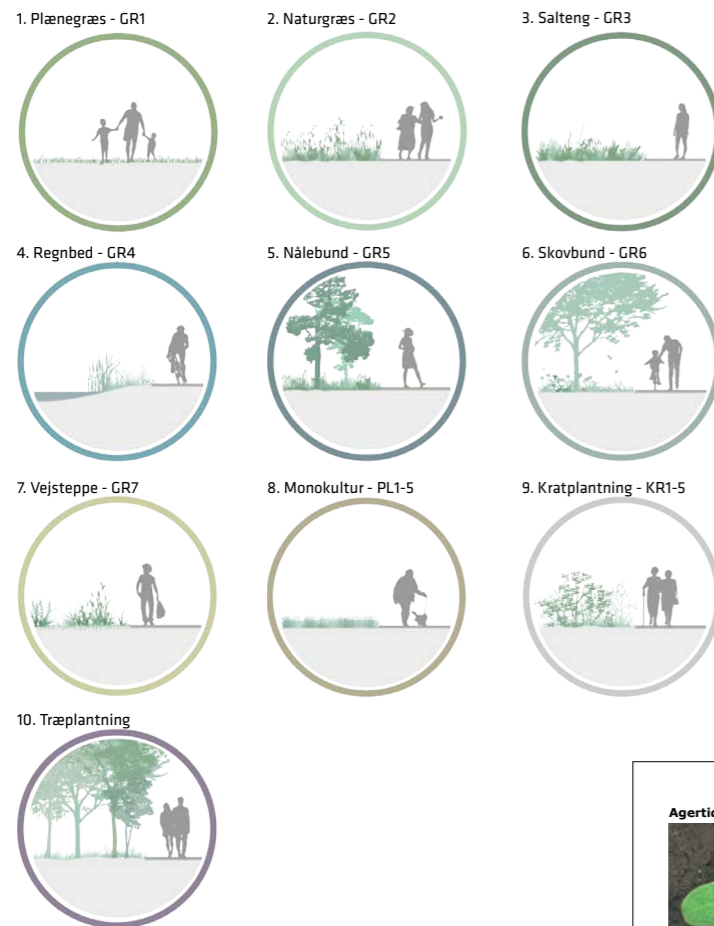 1. Plænegræs - GR1
2. Naturgræs - GR2
3. Salteng - GR3
4. Regnbed - GR4
5. Nålebund - GR5
6. Skovbund - GR6
7. Vejsteppe - GR7
8. Monokultur - PL1-5
9. Kratplantning - KR1-5
10. Træplantning